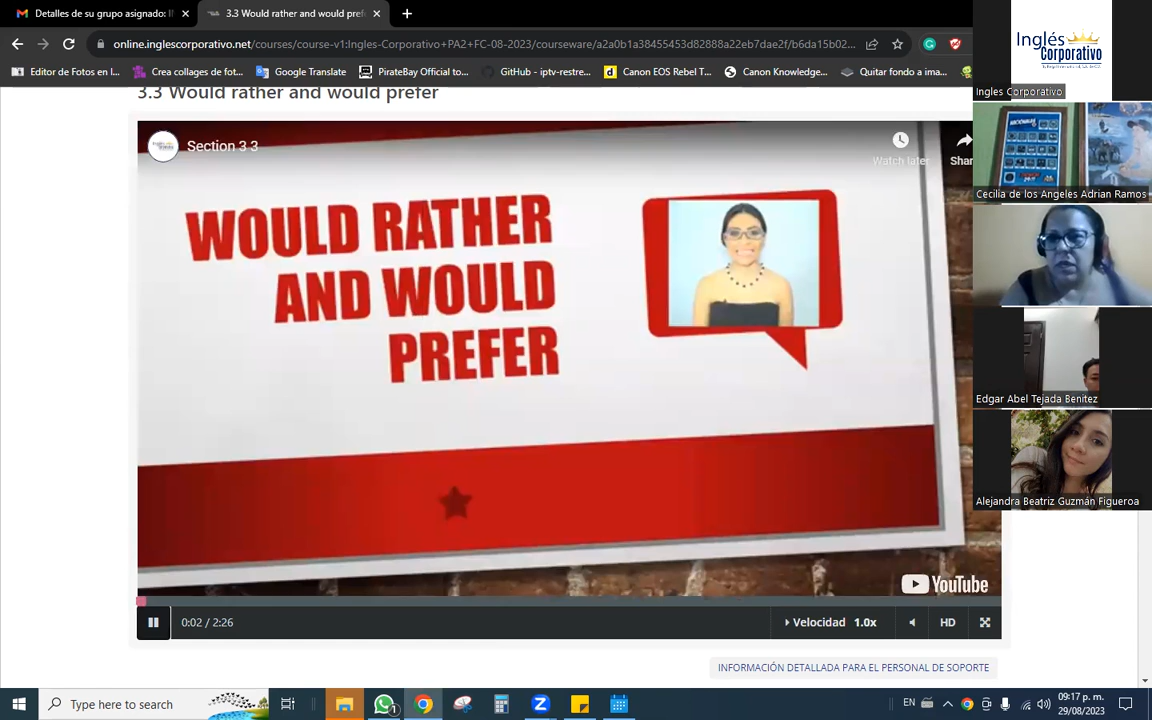 Detalles de su grupo asignado: I
3.3 Would rather and would pref
online.inglescorporativo.net/courses/course-v1:Ingles-Corporativo+PA2+FC-08-2023/courseware/a2a0b1a38455453d82888a22eb7dae2f/b6da15b02...
Editor de Fotos en l...
Crea collages de fot...
Google Translate
PirateBay Official to...
GitHub - iptv-restre...
Canon EOS Rebel T...
Canon Knowledge...
Quitar fondo a ima...
3.3 Would rather and would prefer
Section 3 3
Watch later
Shar
WOULD RATHER
AND WOULD
PREFER
YouTube
0:02 / 2:26
Velocidad 1.0x
HD
INFORMACIÓN DETALLADA PARA EL PERSONAL DE SOPORTE
Inglés
Corporativo
Ingles Corporativo
Cecilia de los Angeles Adrian Ramos
Edgar Abel Tejada Benítez
Alejandra Beatriz Guzmán Figueroa
Type here to search
1
EN
09:17 p. m.
29/08/2023